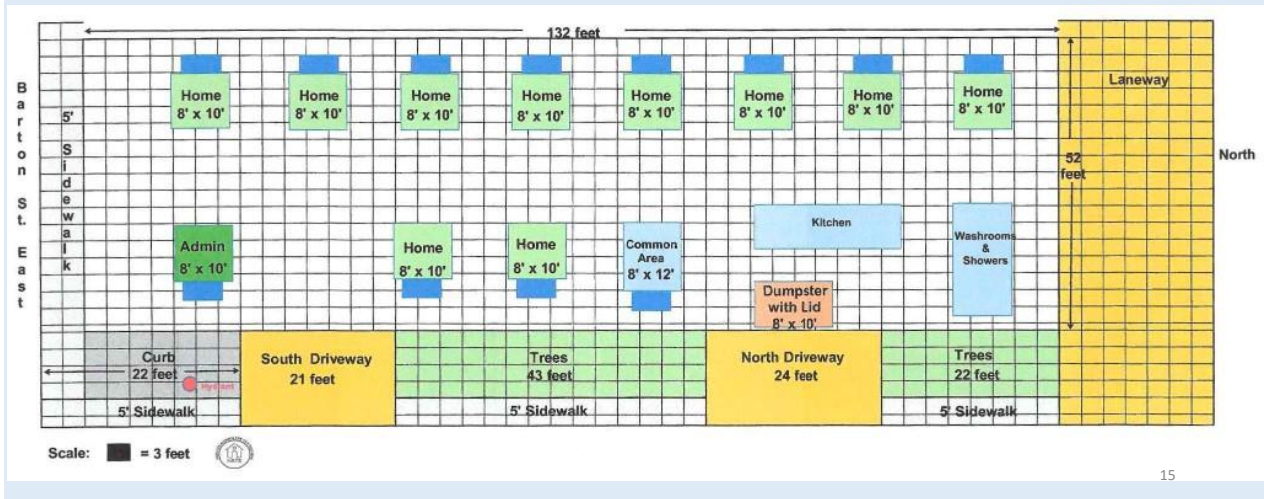 132 feet
Barton St. East
5' Sidewalk
Home
8' x 10'
Home
8' x 10'
Home
8' x 10'
Home
8' x 10'
Home
8' x 10'
Home
8' x 10'
Home
8' x 10'
Home
8' x 10'
Laneway
52
feet
North
Admin
8' x 10'
Home
8' x 10'
Home
8' x 10'
Common
Area
8' x 12'
Kitchen
Washrooms
&
Showers
Dumpster
with Lid
8' x 10'
Curb
22 feet
Hydrant
South Driveway
21 feet
Trees
43 feet
North Driveway
24 feet
Trees
22 feet
5' Sidewalk
5' Sidewalk
5' Sidewalk
Scale: = 3 feet
15